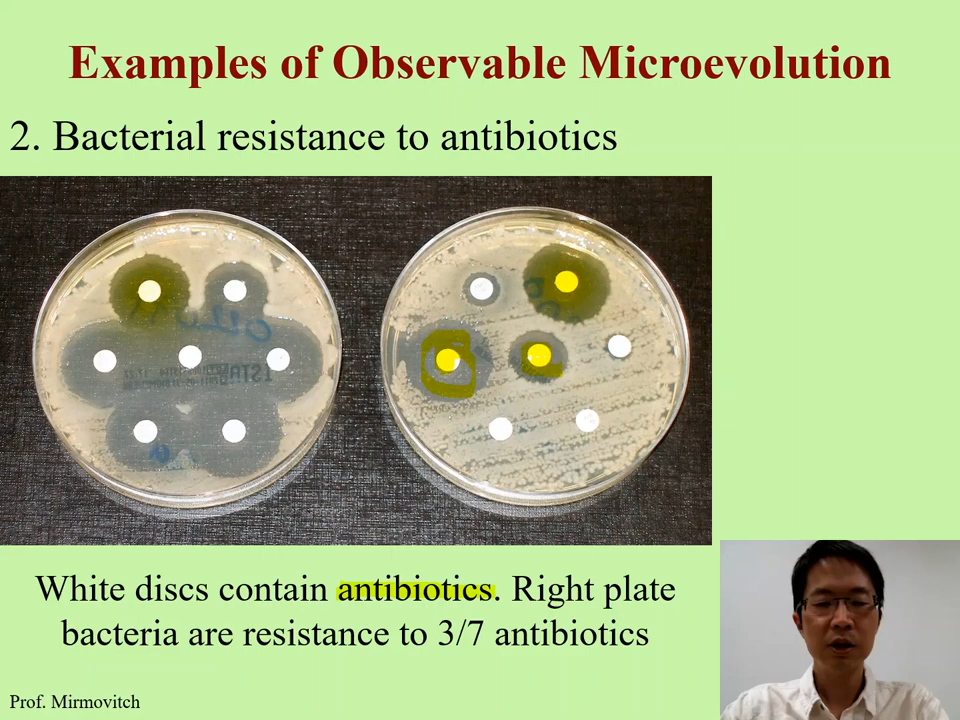 Examples of Observable Microevolution
2. Bacterial resistance to antibiotics
White discs contain antibiotics. Right plate
bacteria are resistance to 3/7 antibiotics
Prof. Mirmovitch